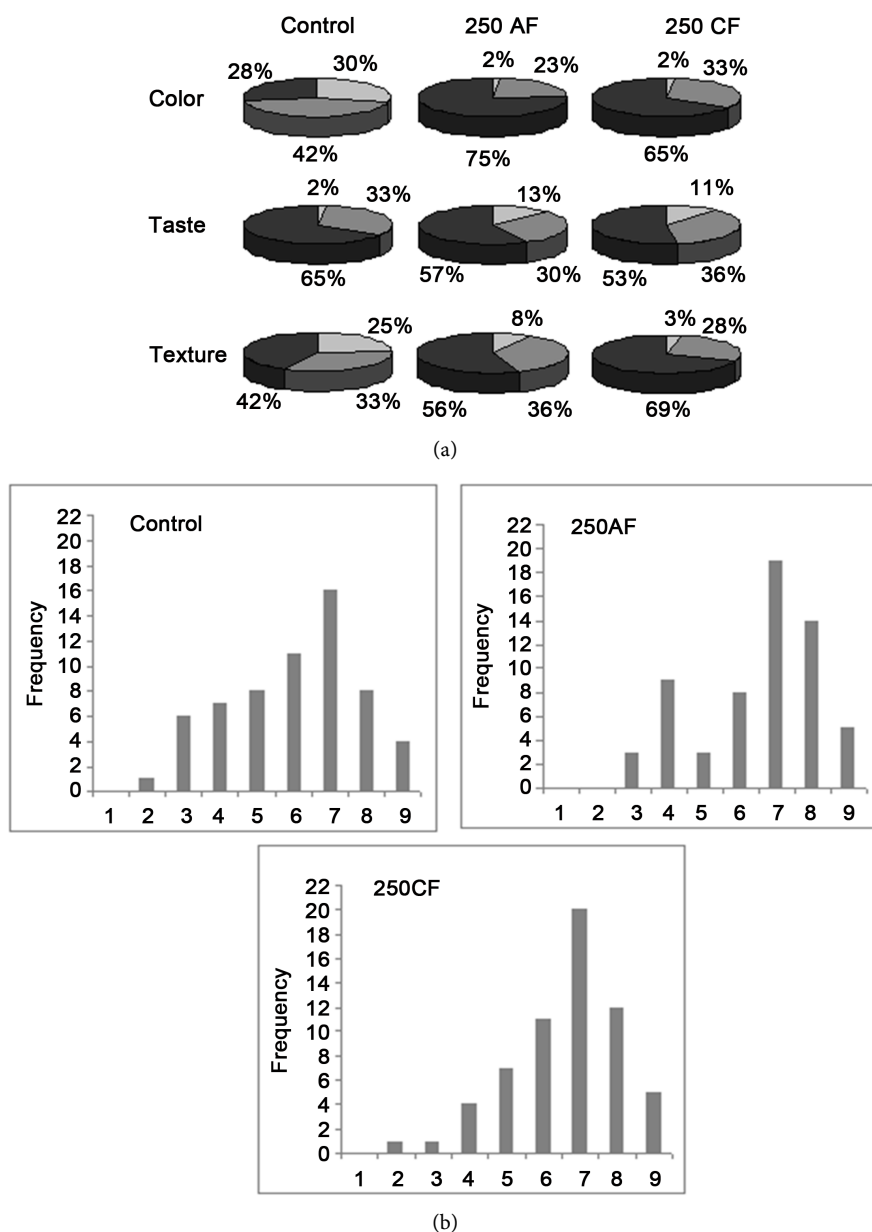 Control 250 AF 250 CF
28% 30% 2% 23% 2% 33%
Color
42% 75% 65%
2% 33% 13% 11%
Taste
65% 57% 30% 53% 36%
25% 8% 3% 28%
Texture
42% 33% 56% 36% 69%
(a)
Control
Frequency
22
20
18
16
14
12
10
8
6
4
2
0
1 2 3 4 5 6 7 8 9
250AF
Frequency
22
20
18
16
14
12
10
8
6
4
2
0
1 2 3 4 5 6 7 8 9
250CF
Frequency
22
20
18
16
14
12
10
8
6
4
2
0
1 2 3 4 5 6 7 8 9
(b)